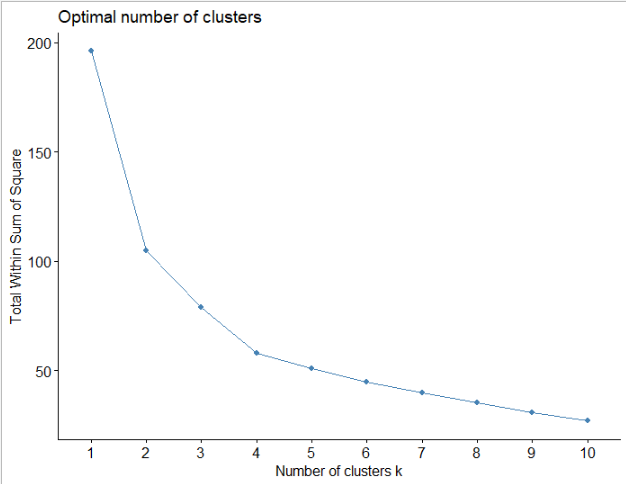 Optimal number of clusters
200
150
100
50
Total Within Sum of Square
1 2 3 4 5 6 7 8 9 10
Number of clusters k